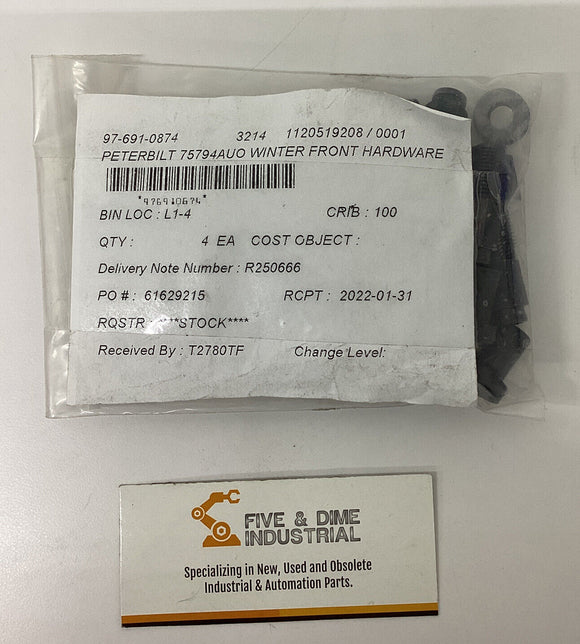 97-691-0874 3214 1120519208 / 0001
PETERBILT 75794AUO WINTER FRONT HARDWARE
*976910874*
BIN LOC : L1-4 CRIB : 100
QTY : 4 EA COST OBJECT :
Delivery Note Number : R250666
PO # : 61629215 RCPT : 2022-01-31
RQSTR : ****STOCK****
Received By : T2780TF Change Level:
FIVE & DIME
INDUSTRIAL
Specializing in New, Used and Obsolete
Industrial & Automation Parts.